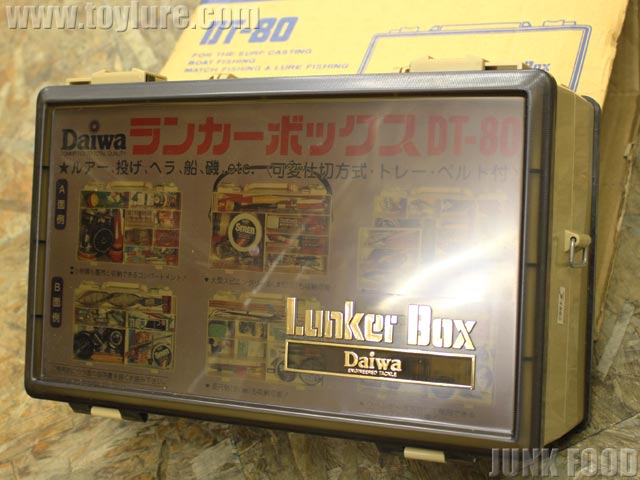 www.toylure.com
DT-80
FOR THE SURF CASTING
BOAT FISHING
MATCH FISHING & LURE FISHING
Box
Daiwa ランカーボックス DT-80
★ルアー、投げ、ヘラ、船、磯、etc.〈可変仕切方式・トレー・ベルト付〉
A面例
B面例
Lunker Box
Daiwa
ENGINEERED TACKLE
JUNK FOOD